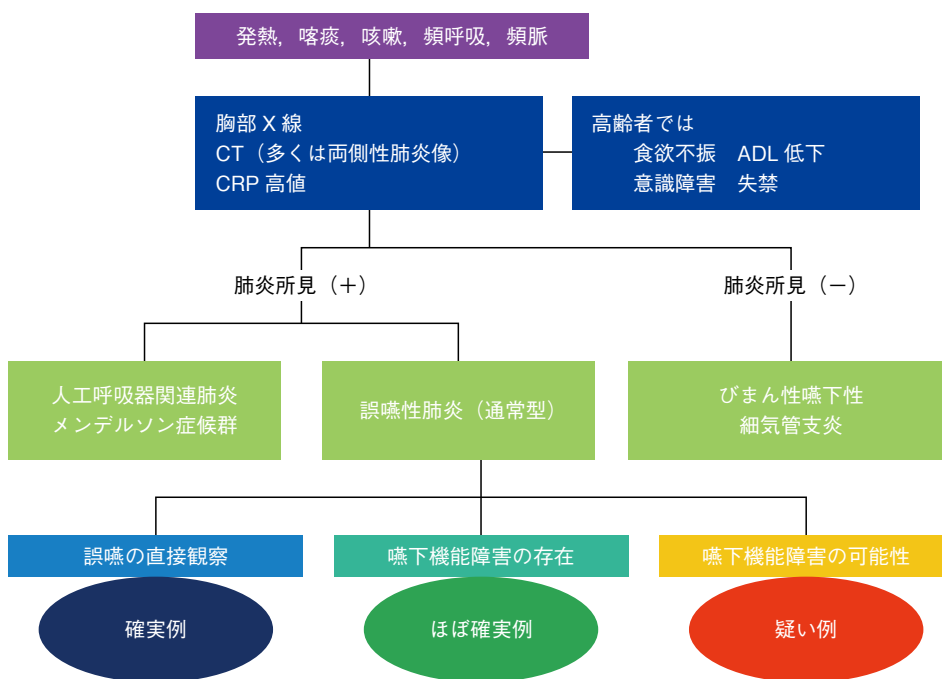 発熱,喀痰,咳嗽,頻呼吸,頻脈
胸部 X 線
CT(多くは両側性肺炎像)
CRP 高値
高齢者では
食欲不振 ADL 低下
意識障害 失禁
肺炎所見(+)
肺炎所見(-)
人工呼吸器関連肺炎
メンデルソン症候群
誤嚥性肺炎(通常型)
びまん性嚥下性
細気管支炎
誤嚥の直接観察
嚥下機能障害の存在
嚥下機能障害の可能性
確実例
ほぼ確実例
疑い例